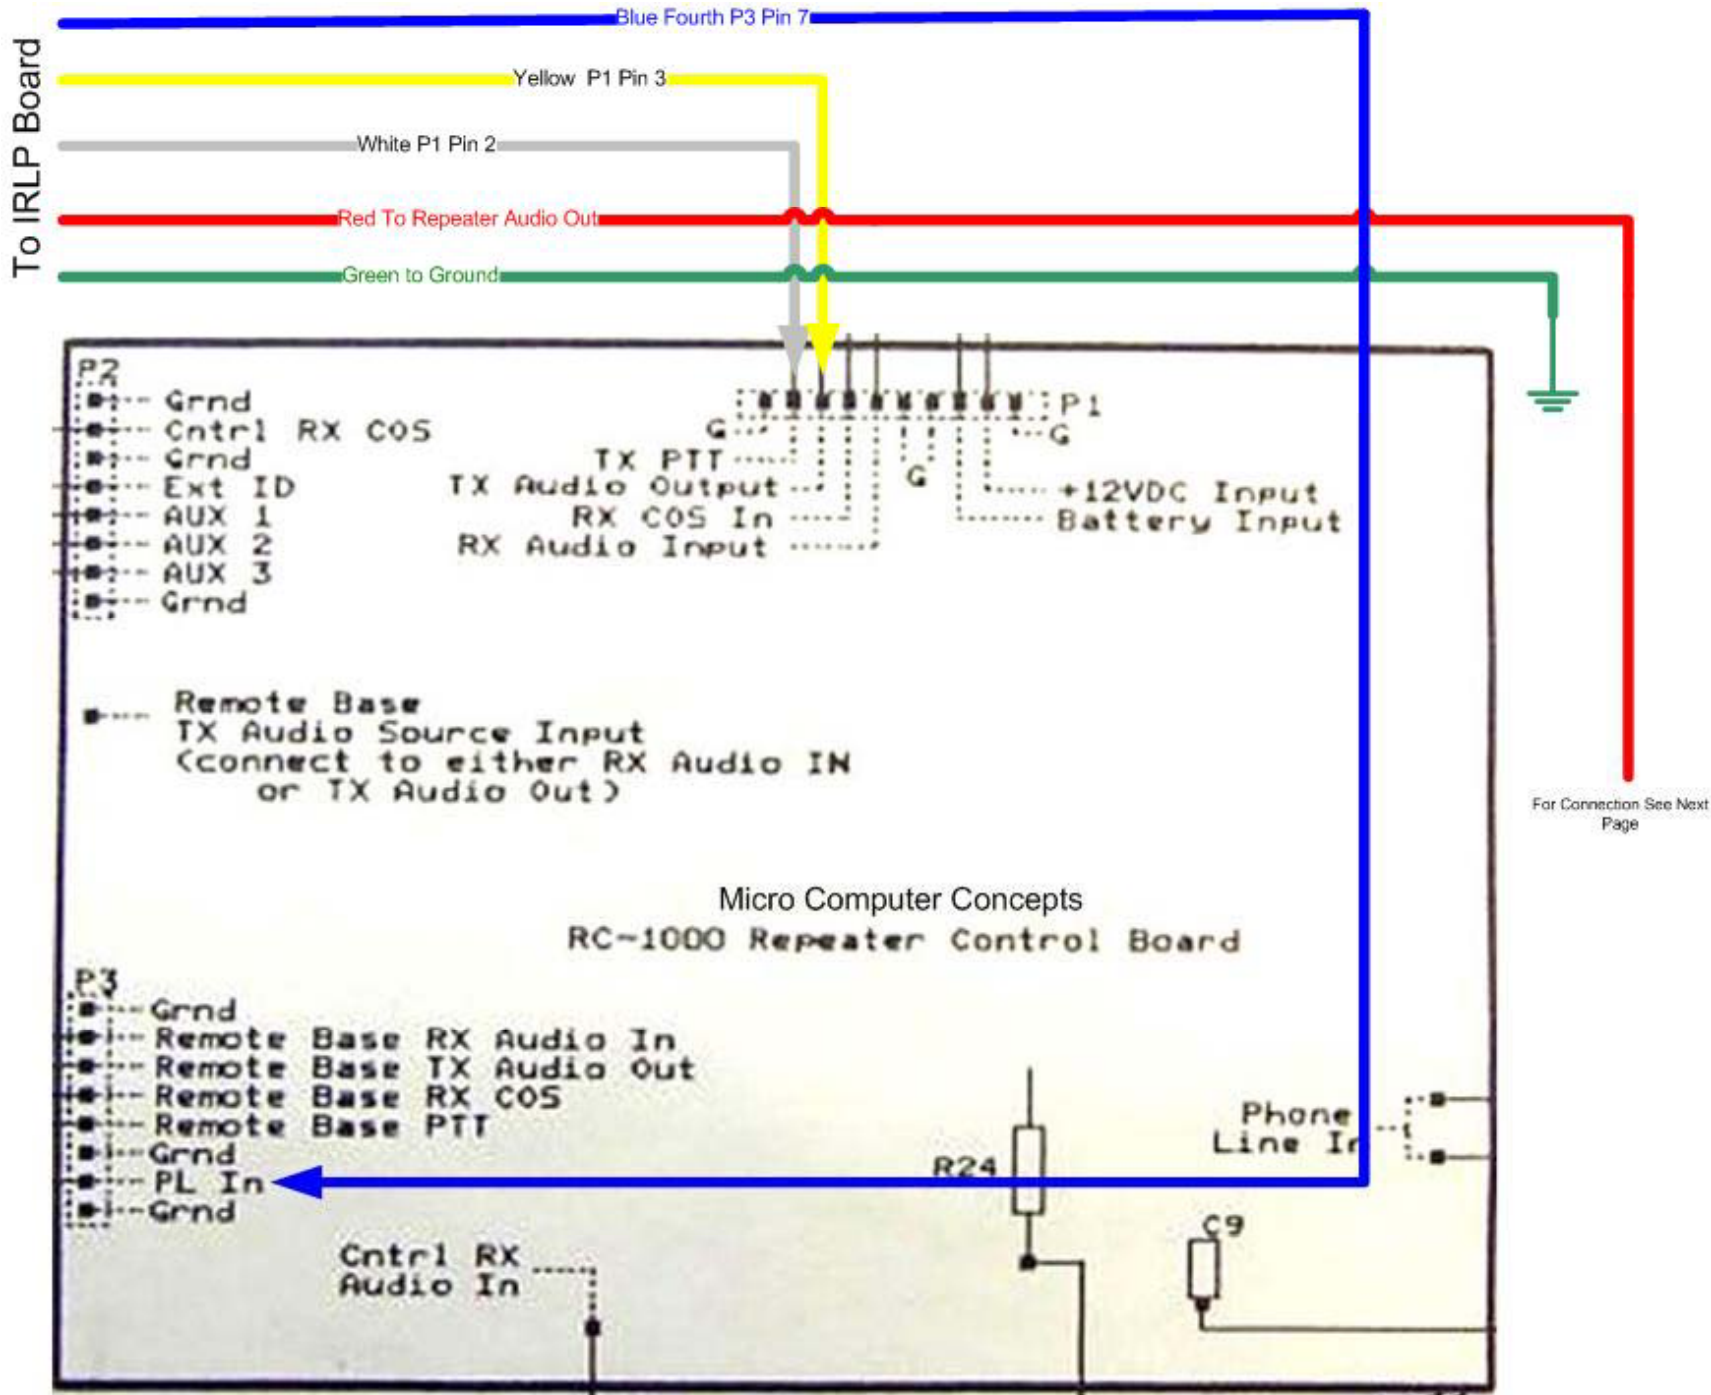 Blue Fourth P3 Pin 7
Yellow P1 Pin 3
White P1 Pin 2
Red To Repeater Audio Out
Green to Ground
To IRLP Board
P2
Grnd
Cntrl RX COS
Grnd
Ext ID
AUX 1
AUX 2
AUX 3
Grnd
P1
G
TX PTT
TX Audio Output
RX COS In
RX Audio Input
G
G
+12VDC Input
Battery Input
Remote Base
TX Audio Source Input
(connect to either RX Audio IN
or TX Audio Out)
For Connection See Next
Page
Micro Computer Concepts
RC-1000 Repeater Control Board
P3
Grnd
Remote Base RX Audio In
Remote Base TX Audio Out
Remote Base RX COS
Remote Base PTT
Grnd
PL In
Grnd
Phone
Line In
R24
C9
Cntrl RX
Audio In